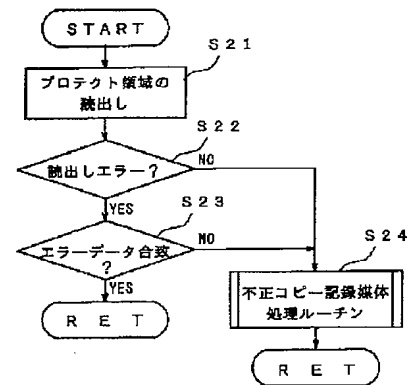 START
S21
プロテクト領域の
読出し
S22
読出しエラー?
NO
YES
S23
エラーデータ合致
?
NO
YES
S24
不正コピー記録媒体
処理ルーチン
RET
RET